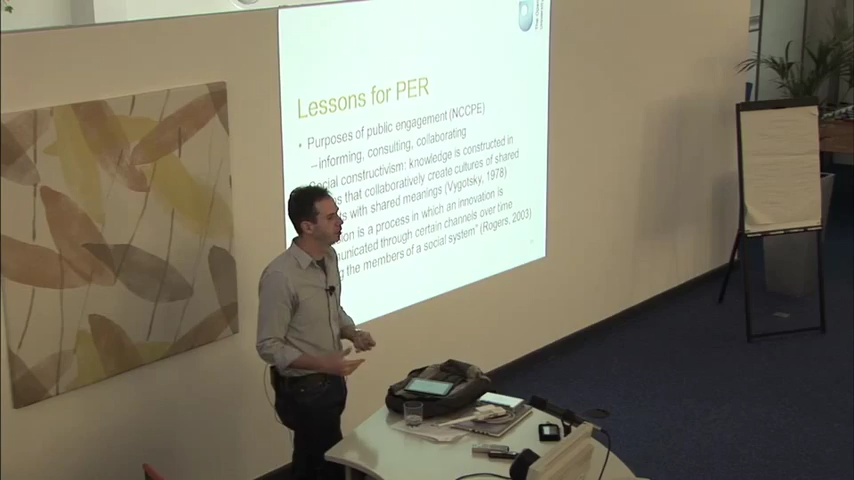 Lessons for PER
• Purposes of public engagement (NCCPE)
–informing, consulting, collaborating
Social constructivism: knowledge is constructed in
that collaboratively create cultures of shared
with shared meanings (Vygotsky, 1978)
is a process in which an innovation is
through certain channels over time
the members of a social system" (Rogers, 2003)